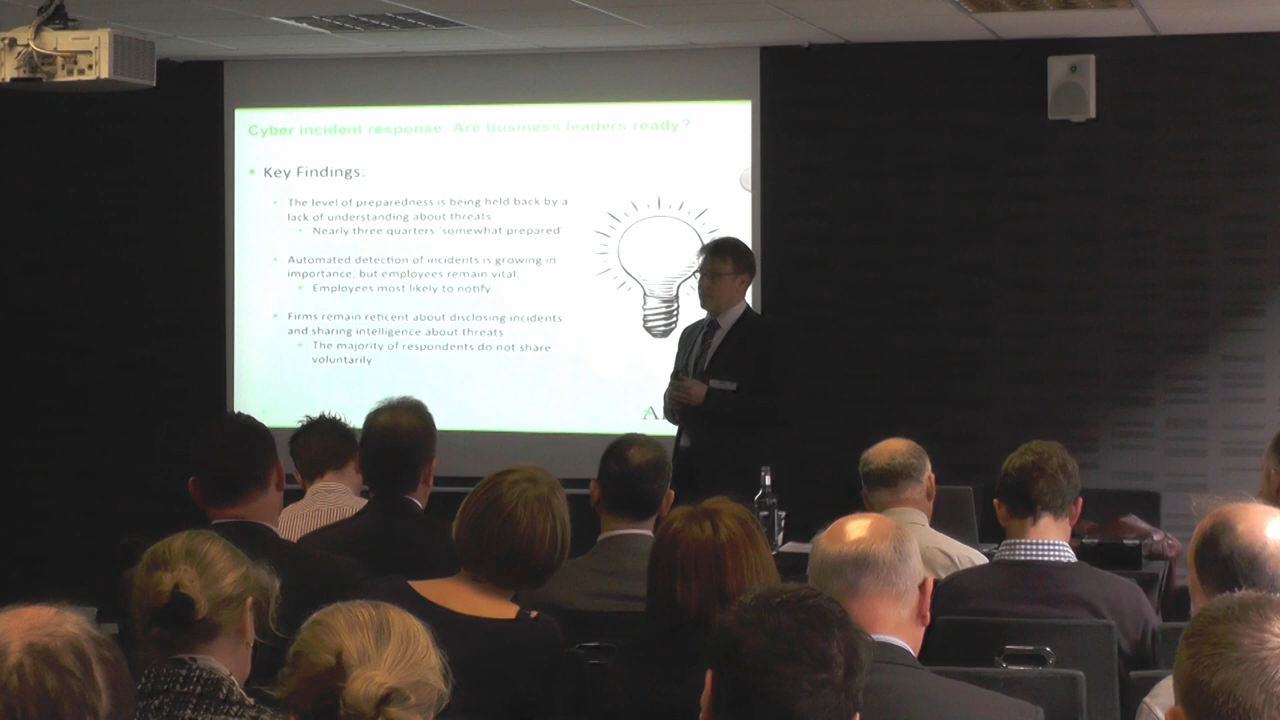 Cyber incident response: Are business leaders ready?
Key Findings:
The level of preparedness is being held back by a
lack of understanding about threats
Nearly three quarters 'somewhat prepared'
Automated detection of incidents is growing in
importance, but employees remain vital.
Employees most likely to notify
Firms remain reticent about disclosing incidents
and sharing intelligence about threats
The majority of respondents do not share
voluntarily